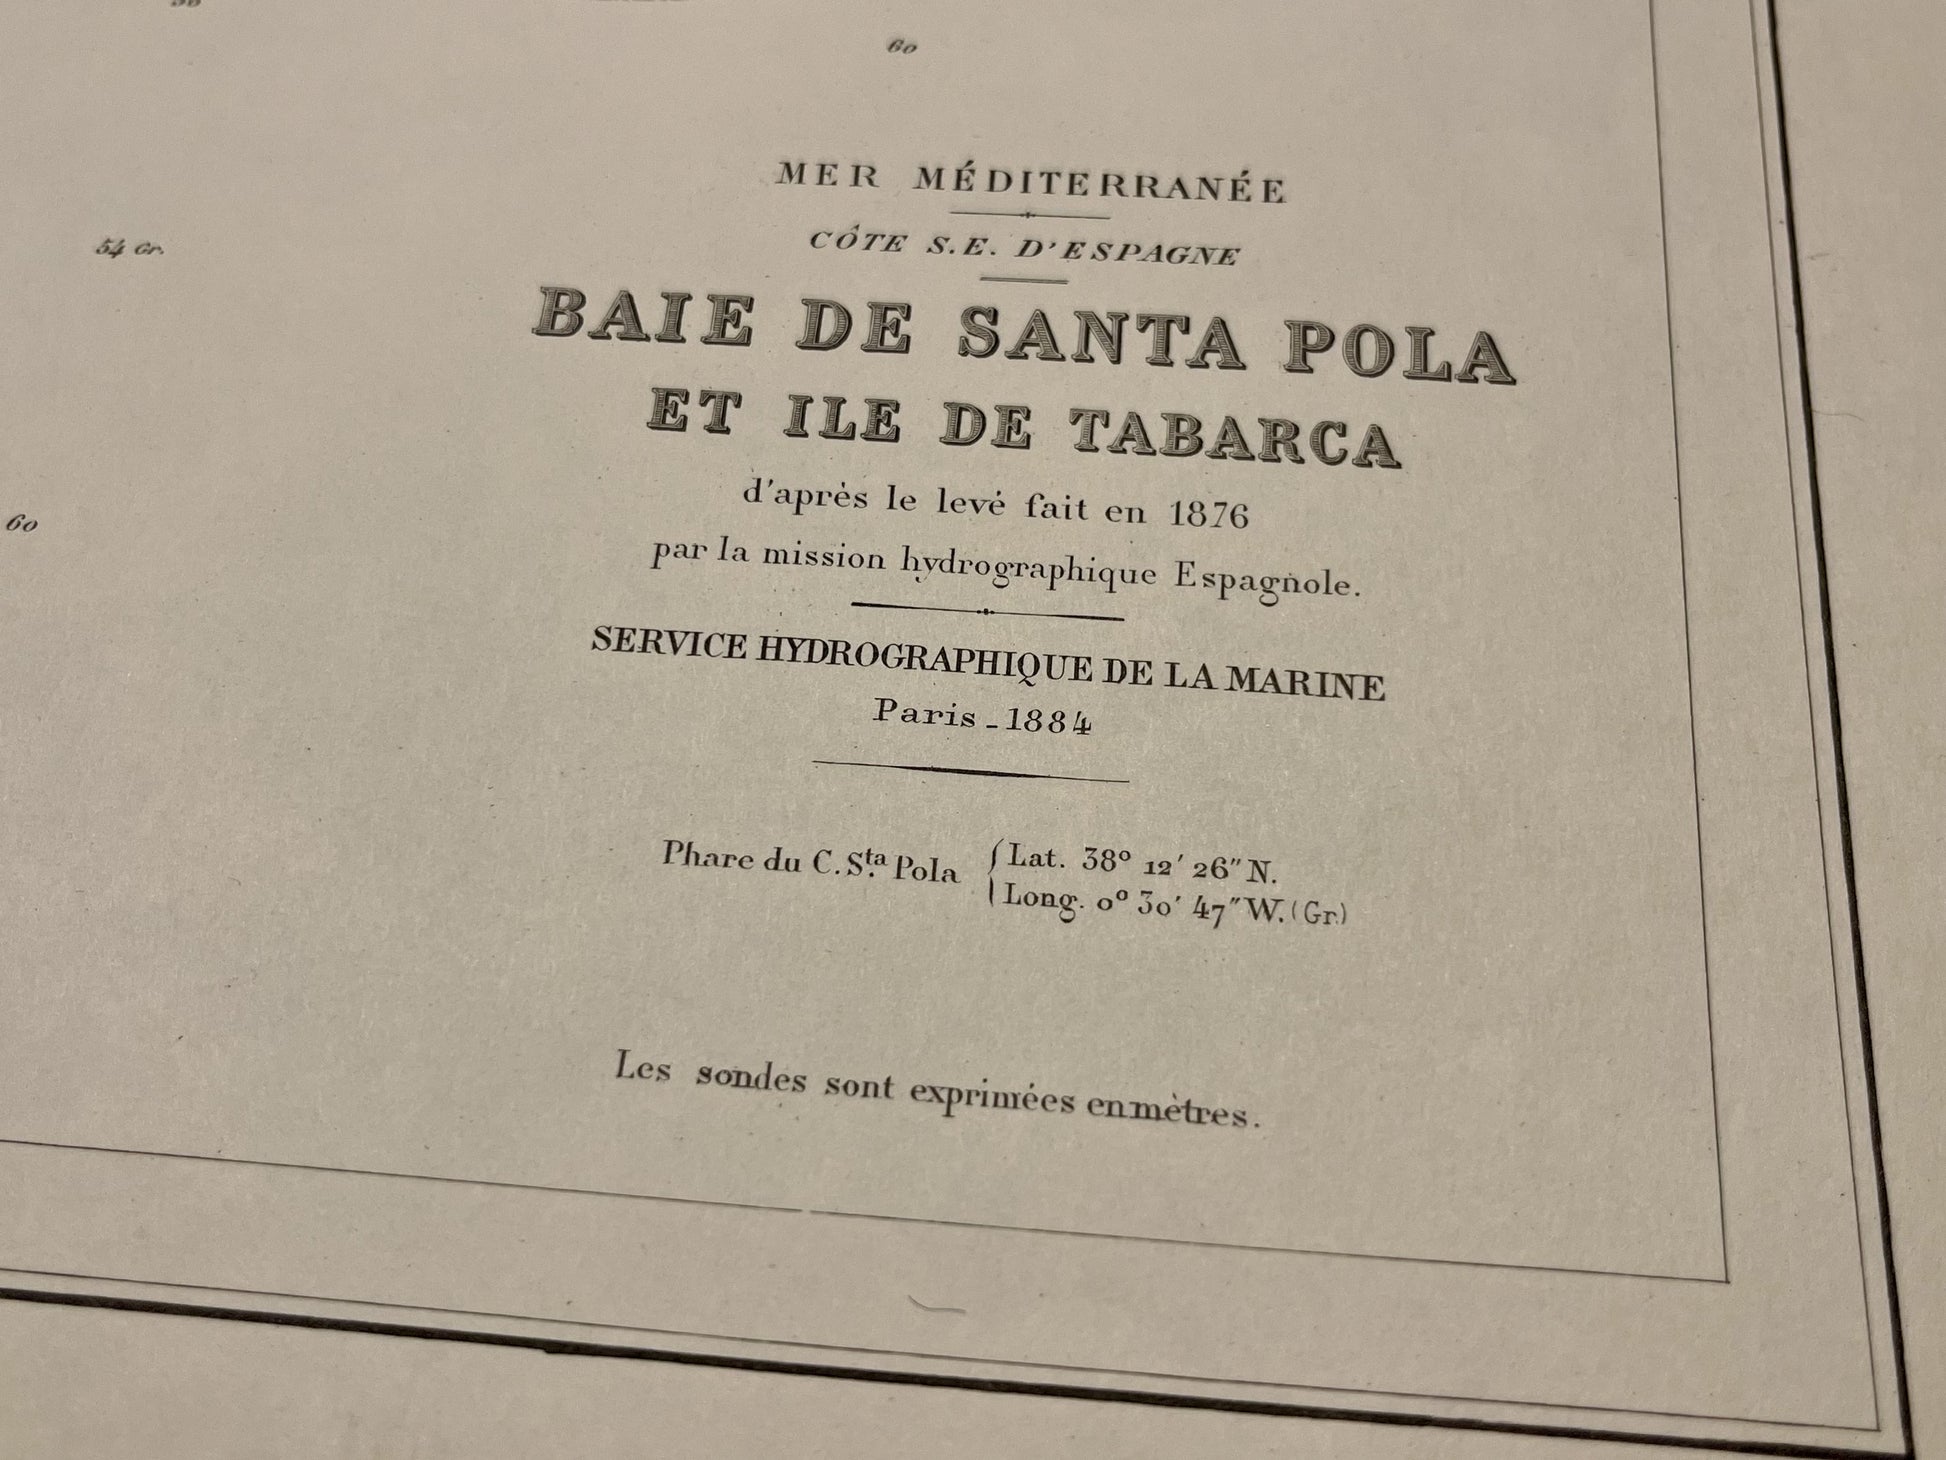 60
MER MÉDITERRANÉE
CÔTE S.E. D'ESPAGNE
54 Gr.
BAIE DE SANTA POLA
ET ILE DE TABARCA
d'après le levé fait en 1876
60
par la mission hydrographique Espagnole.
SERVICE HYDROGRAPHIQUE DE LA MARINE
Paris - 1884
Phare du C. Sta. Pola { Lat. 38° 12' 26" N.
Long. 0° 30' 47" W. (Gr.)
Les sondes sont exprimées en mètres.